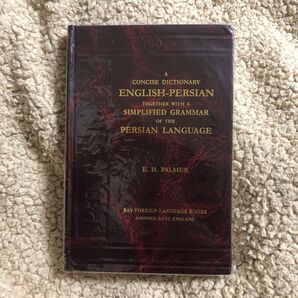 A
CONCISE DICTIONARY
ENGLISH-PERSIAN
TOGETHER WITH A
SIMPLIFIED GRAMMAR
OF THE
PERSIAN LANGUAGE
E. H. PALMER
BAY FOREIGN LANGUAGE BOOKS
ASHFORD, KENT, ENGLAND